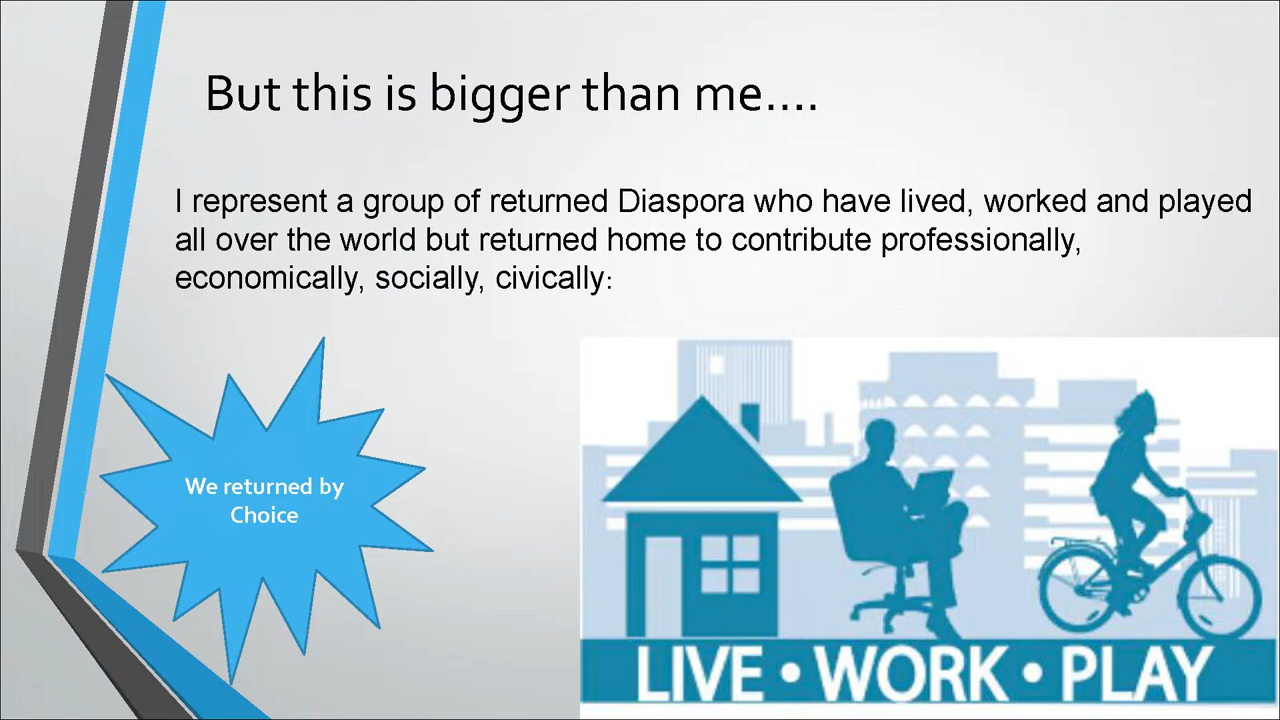 But this is bigger than me....
I represent a group of returned Diaspora who have lived, worked and played
all over the world but returned home to contribute professionally,
economically, socially, civically:
We returned by
Choice
LIVE • WORK • PLAY